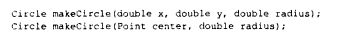 Circle makeCircle(double x, double y, double radius);
Circle makeCircle(Point center, double radius);